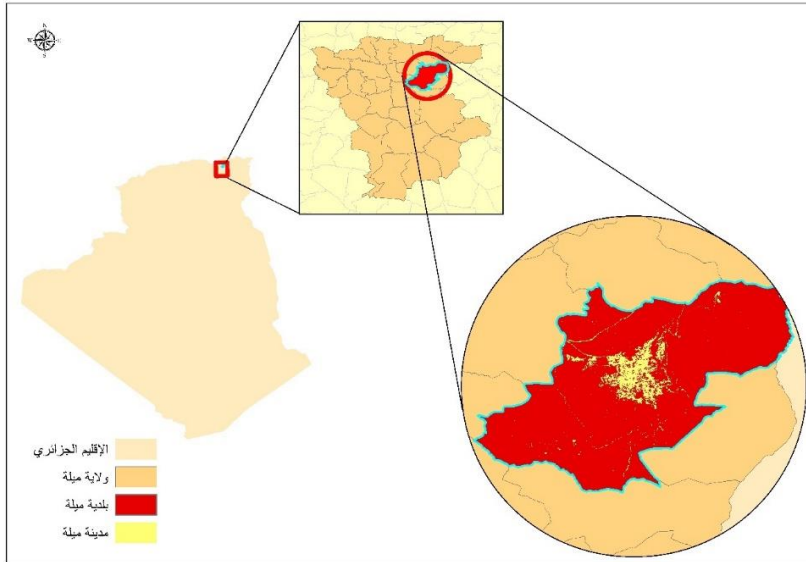 N
W
E
S
الإقليم الجزائري
ولاية ميلة
بلدية ميلة
مدينة ميلة